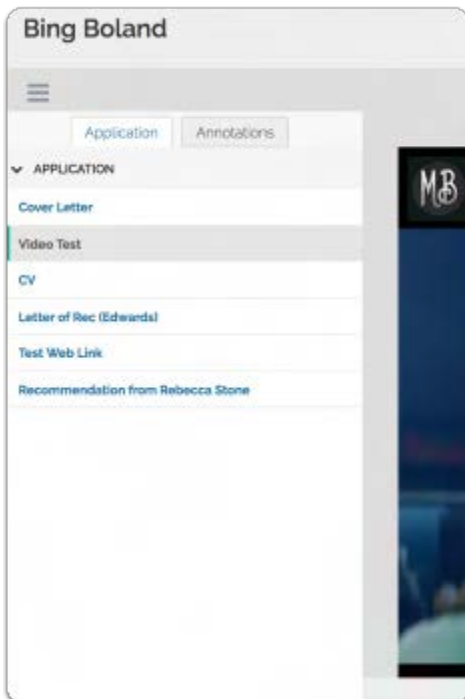 Bing Boland
Application Annotations
APPLICATION
Cover Letter
Video Test
CV
Letter of Rec (Edwards)
Test Web Link
Recommendation from Rebecca Stone
MB